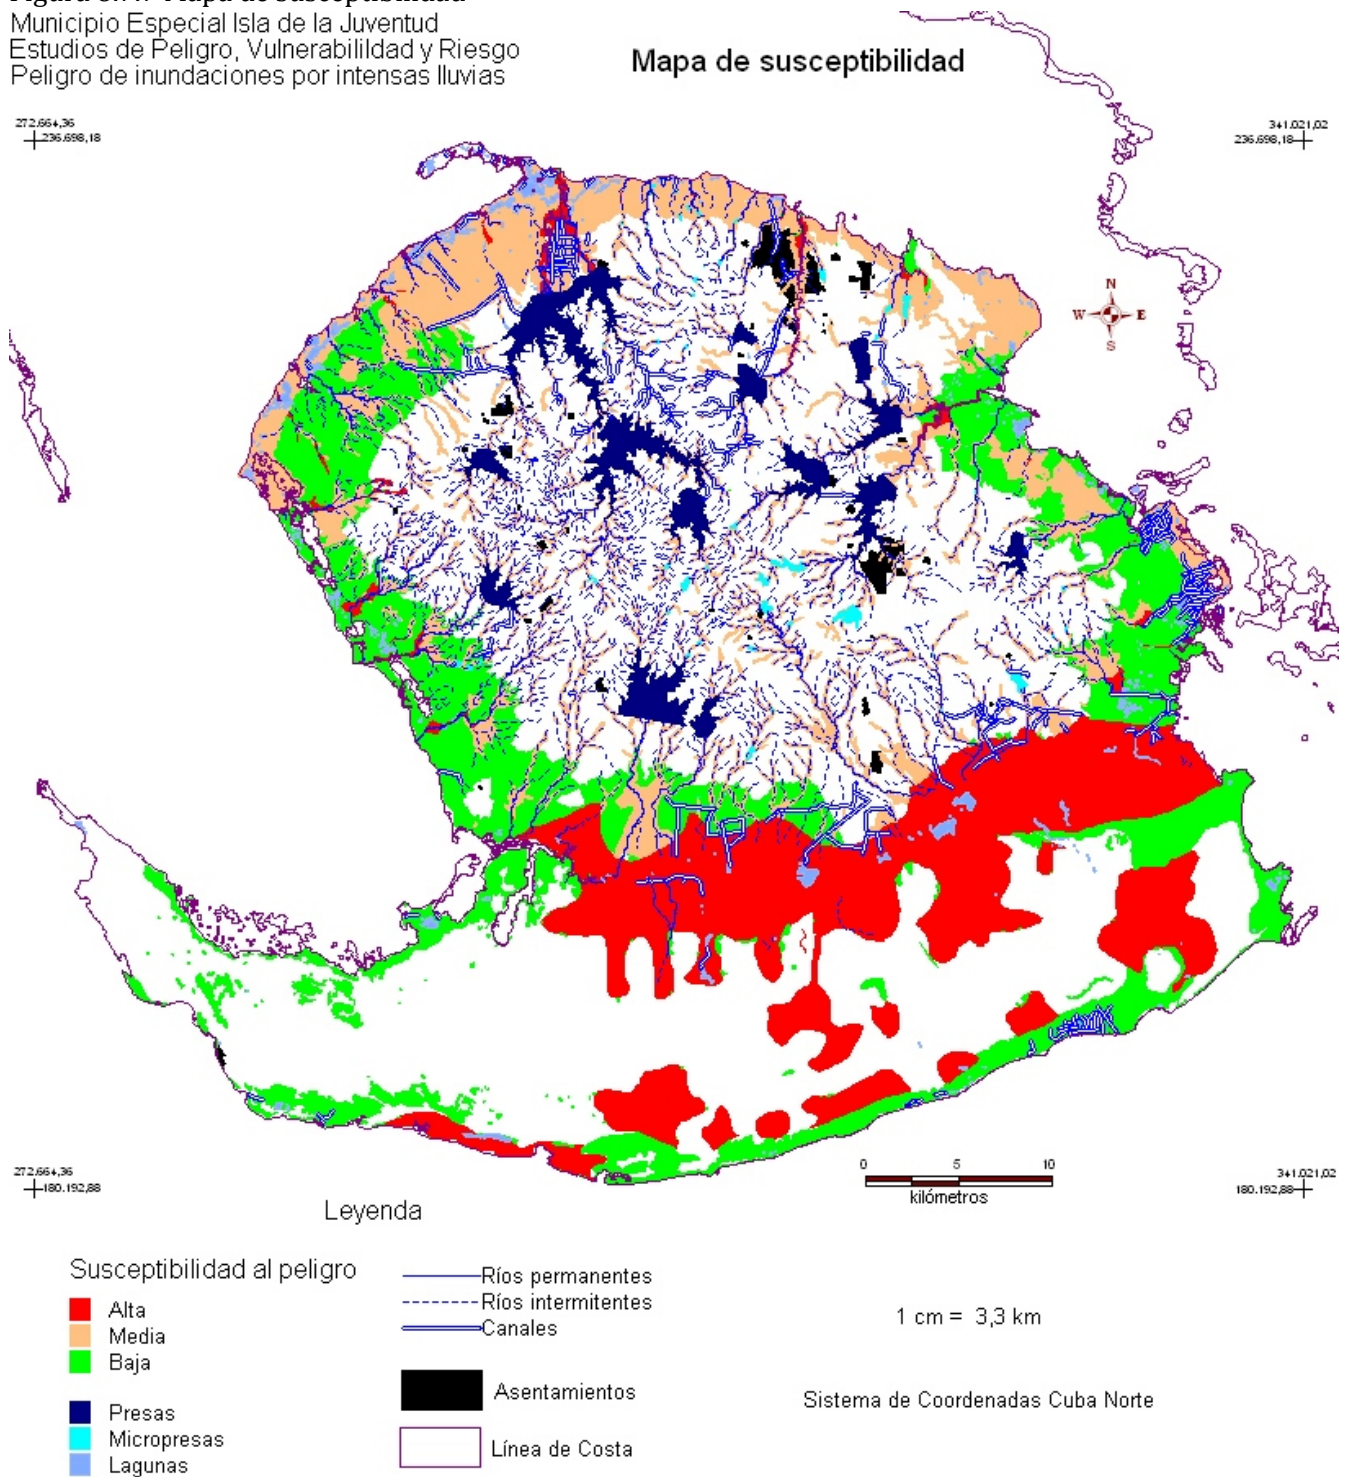 Municipio Especial Isla de la Juventud
Estudios de Peligro, Vulnerabilildad y Riesgo
Peligro de inundaciones por intensas lluvias
Mapa de susceptibilidad
272.664,36
236.698,18
341.021,02
236.698,18
N
W E
S
272.664,36
180.192,88
341.021,02
180.192,88
0 5 10
kilómetros
Leyenda
Susceptibilidad al peligro
Alta
Media
Baja
Presas
Micropresas
Lagunas
Ríos permanentes
Ríos intermitentes
Canales
Asentamientos
Línea de Costa
1 cm = 3,3 km
Sistema de Coordenadas Cuba Norte